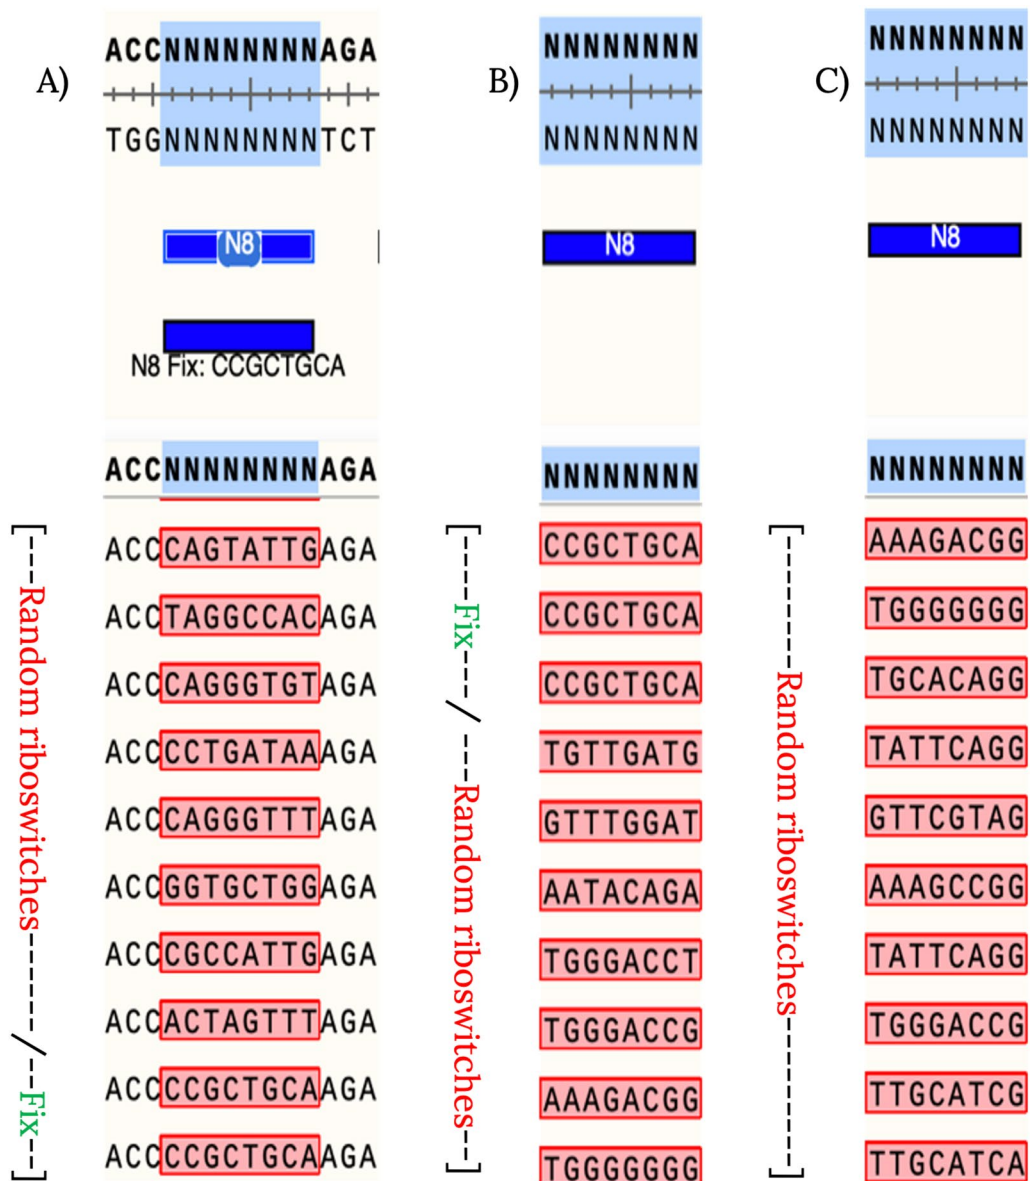 A)
ACCNNNNNNNNAGA
TGGNNNNNNNNTCT
N8
N8 Fix: CCGCTGCA
ACCNNNNNNNNAGA
[----Random riboswitches-------/--Fix---]
ACCCAGTATTGAGA
ACCTAGGCCACAGA
ACCCAGGGTGTAGA
ACCCCTGATAAAGA
ACCCAGGGTTTAGA
ACCGGTGCTGGAGA
ACCCGCCATTGAGA
ACCACTAGTTTAGA
ACCCCGCTGCAAGA
ACCCCGCTGCAAGA
B)
NNNNNNNN
NNNNNNNN
N8
NNNNNNNN
[-----Fix---/ ---Random riboswitches---]
CCGCTGCA
CCGCTGCA
CCGCTGCA
TGTTGATG
GTTTGGAT
AATACAGA
TGGGACCT
TGGGACCG
AAAGACGG
TGGGGGGG
C)
NNNNNNNN
NNNNNNNN
N8
NNNNNNNN
[---------Random riboswitches----------]
AAAGACGG
TGGGGGGG
TGCACAGG
TATTCAGG
GTTCGTAG
AAAGCCGG
TATTCAGG
TGGGACCG
TTGCATCG
TTGCATCA